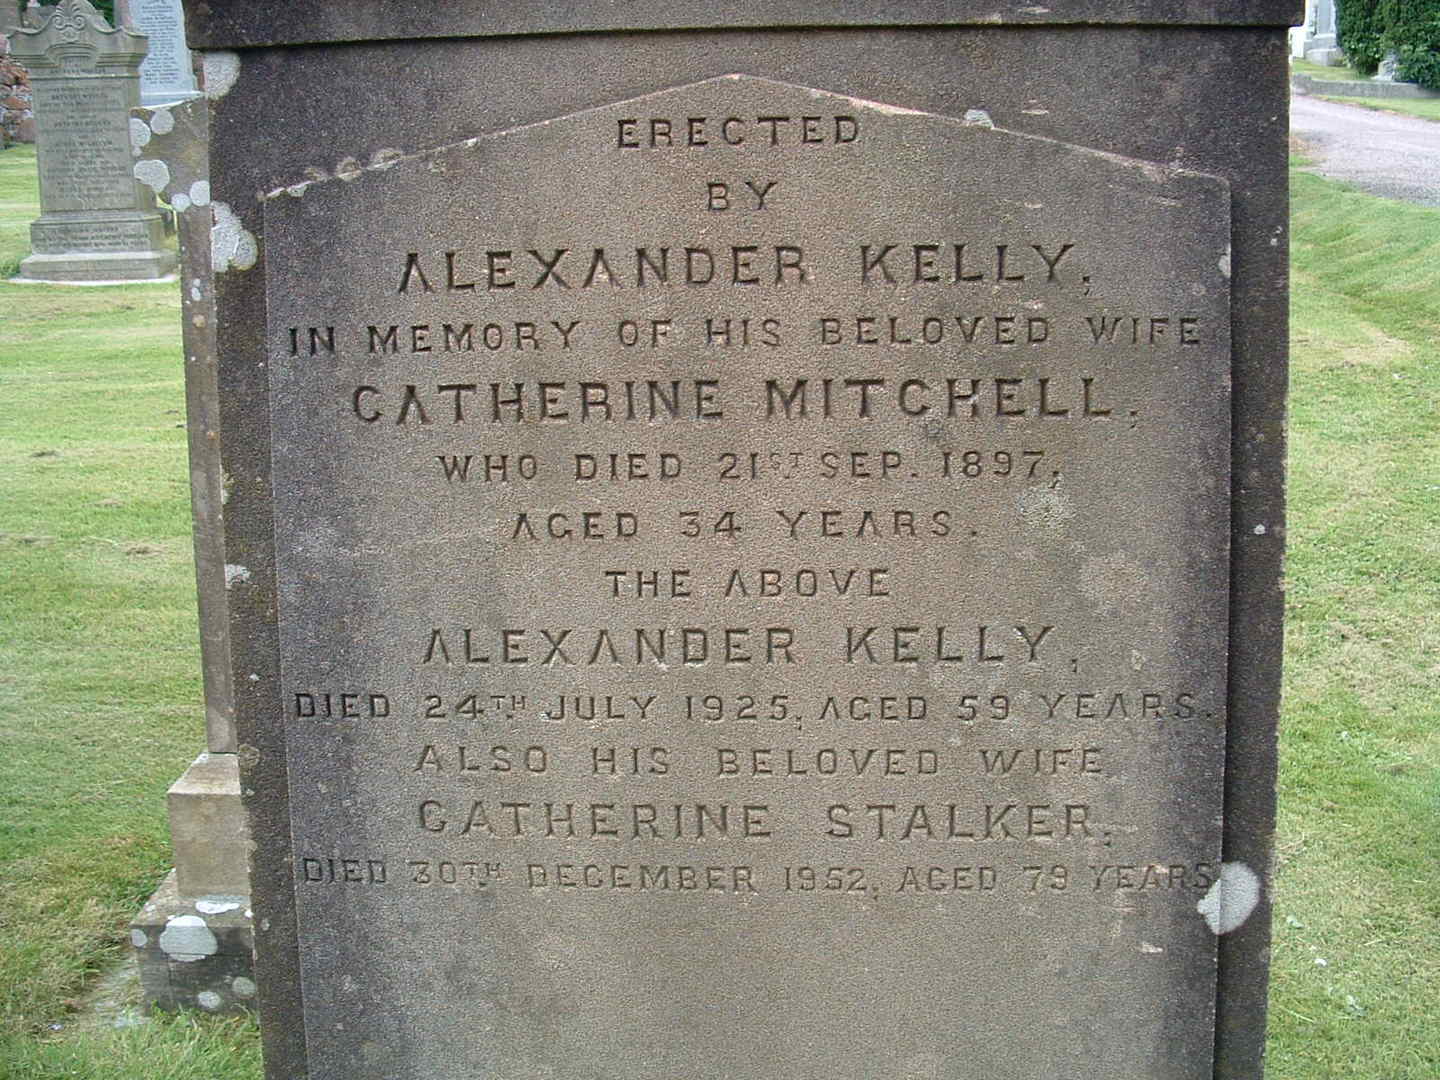 ERECTED
BY
ALEXANDER KELLY,
IN MEMORY OF HIS BELOVED WIFE
CATHERINE MITCHELL,
WHO DIED 21ST SEP. 1897,
AGED 34 YEARS.
THE ABOVE
ALEXANDER KELLY,
DIED 24TH JULY 1925, AGED 59 YEARS.
ALSO HIS BELOVED WIFE
CATHERINE STALKER,
DIED 30TH DECEMBER 1952, AGED 79 YEARS